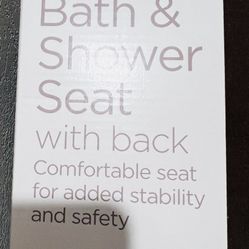 Bath &
Shower
Seat
with back
Comfortable seat
for added stability
and safety